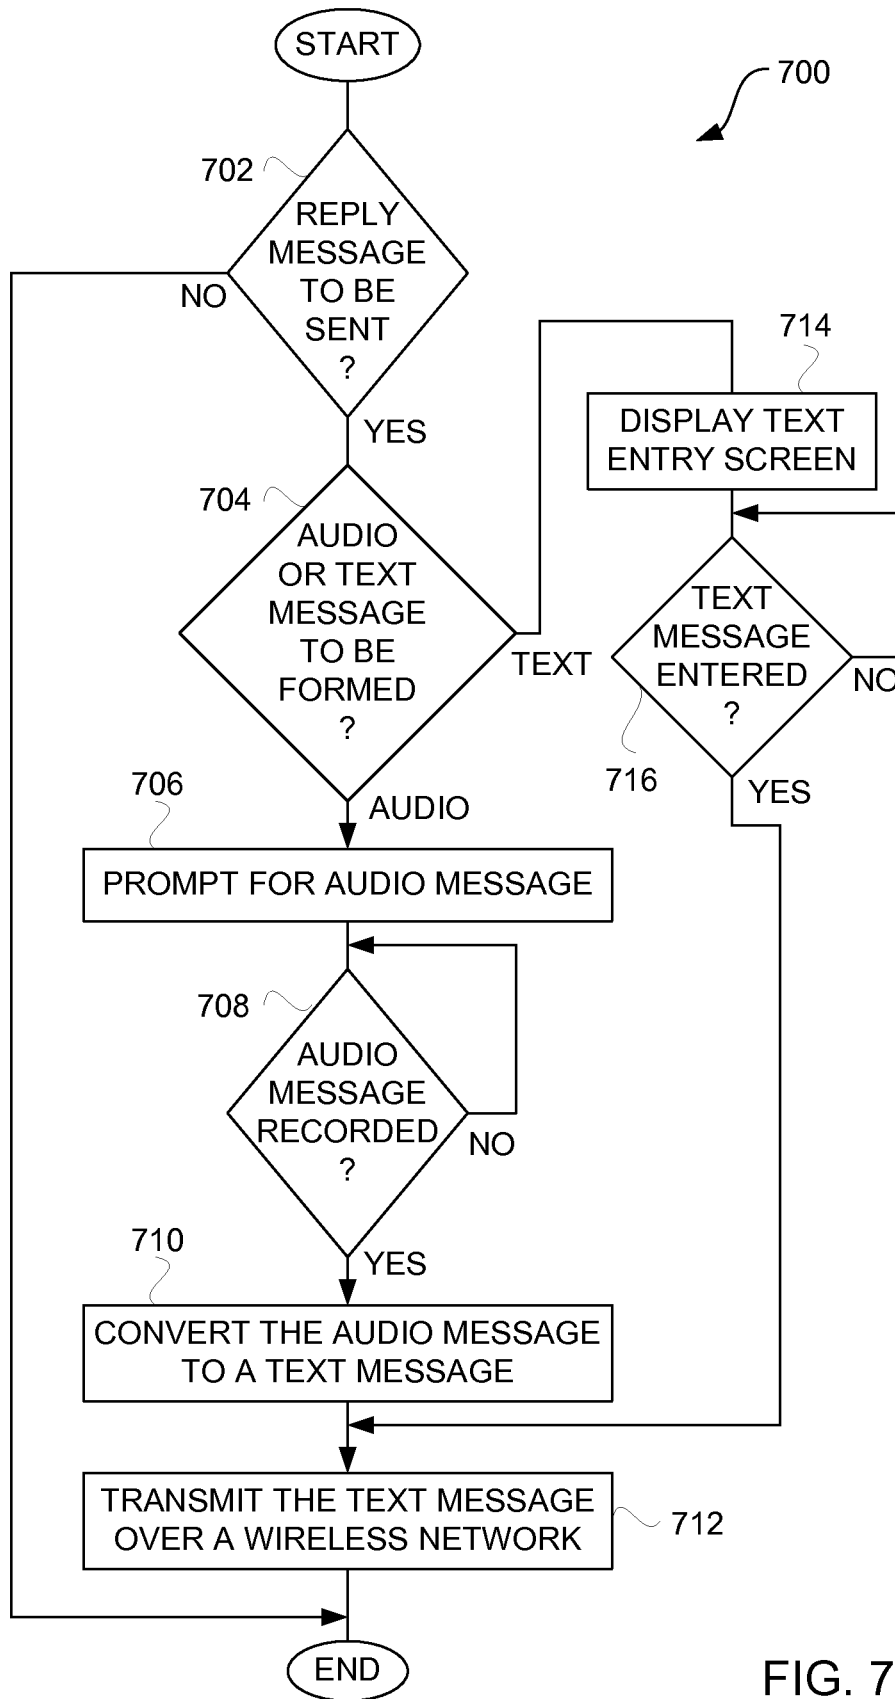 START
700
702
REPLY
MESSAGE
TO BE
SENT
?
NO
YES
714
DISPLAY TEXT
ENTRY SCREEN
704
AUDIO
OR TEXT
MESSAGE
TO BE
FORMED
?
TEXT
TEXT
MESSAGE
ENTERED
?
NO
716
YES
AUDIO
706
PROMPT FOR AUDIO MESSAGE
708
AUDIO
MESSAGE
RECORDED
?
NO
YES
710
CONVERT THE AUDIO MESSAGE
TO A TEXT MESSAGE
TRANSMIT THE TEXT MESSAGE
OVER A WIRELESS NETWORK
712
END
FIG. 7